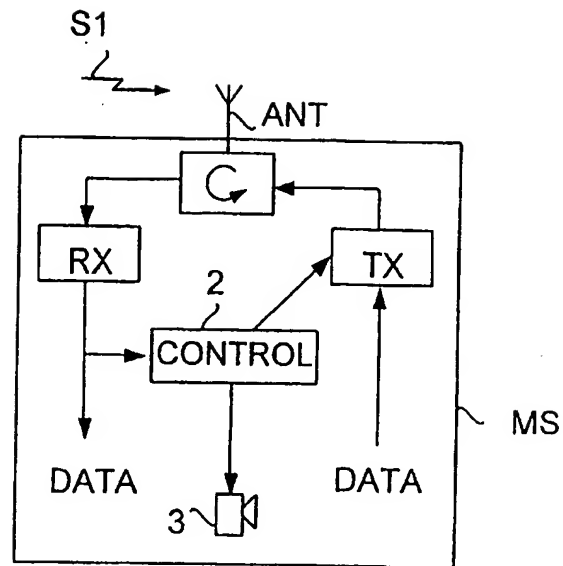 S1
ANT
RX
TX
2
CONTROL
MS
DATA
DATA
3